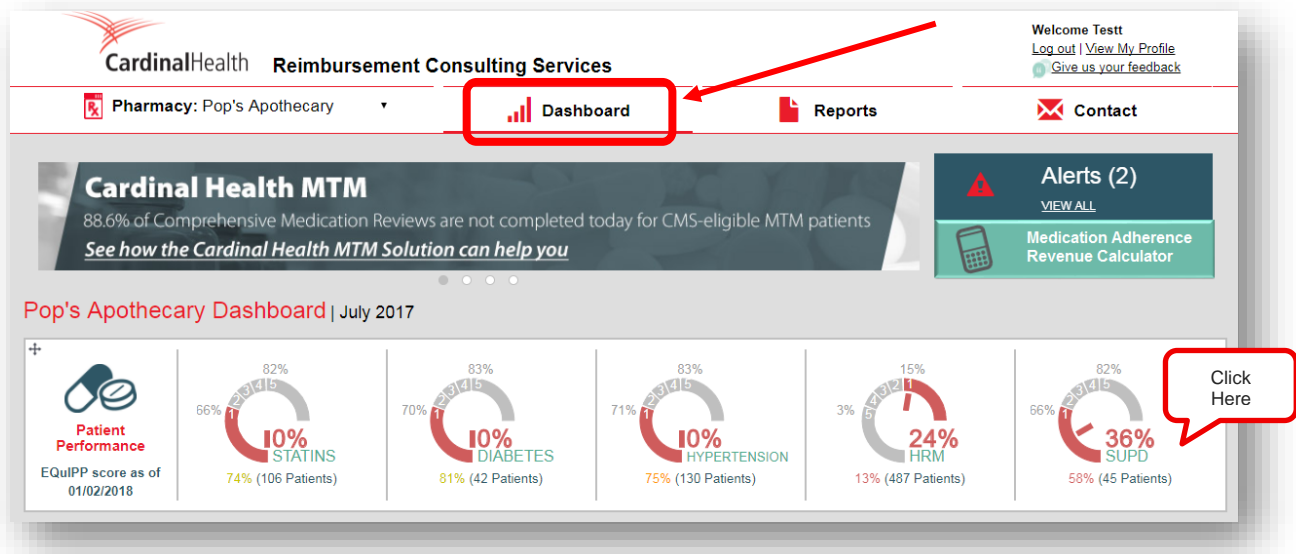 Welcome Testt
Log out | View My Profile
Give us your feedback
CardinalHealth Reimbursement Consulting Services
Pharmacy: Pop's Apothecary
Dashboard
Reports
Contact
Cardinal Health MTM
88.6% of Comprehensive Medication Reviews are not completed today for CMS-eligible MTM patients
See how the Cardinal Health MTM Solution can help you
Alerts (2)
VIEW ALL
Medication Adherence
Revenue Calculator
Pop's Apothecary Dashboard | July 2017
Patient
Performance
EQuIPP score as of
01/02/2018
82%
66%
1 2 3 4 5
0%
STATINS
74% (106 Patients)
83%
70%
1 2 3 4 5
0%
DIABETES
81% (42 Patients)
83%
71%
1 2 3 4 5
0%
HYPERTENSION
75% (130 Patients)
15%
3%
5 4 3 2 1
24%
HRM
13% (487 Patients)
82%
66%
1 2 3 4 5
36%
SUPD
58% (45 Patients)
Click
Here